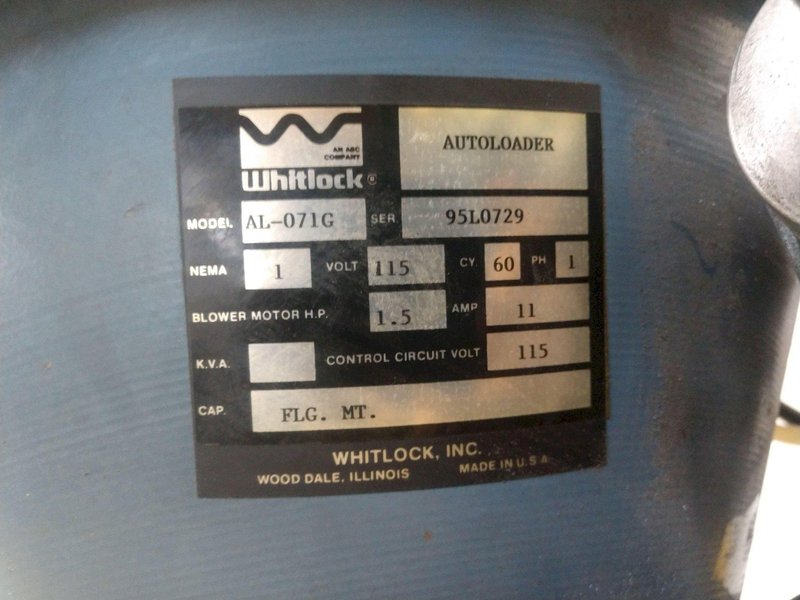 AN ABC
COMPANY
Whitlock®
AUTOLOADER
MODEL AL-071G SER 95L0729
NEMA 1 VOLT 115 CY 60 PH 1
BLOWER MOTOR H.P. 1.5 AMP 11
K.V.A. CONTROL CIRCUIT VOLT 115
CAP. FLG. MT.
WHITLOCK, INC.
WOOD DALE, ILLINOIS MADE IN U.S.A.